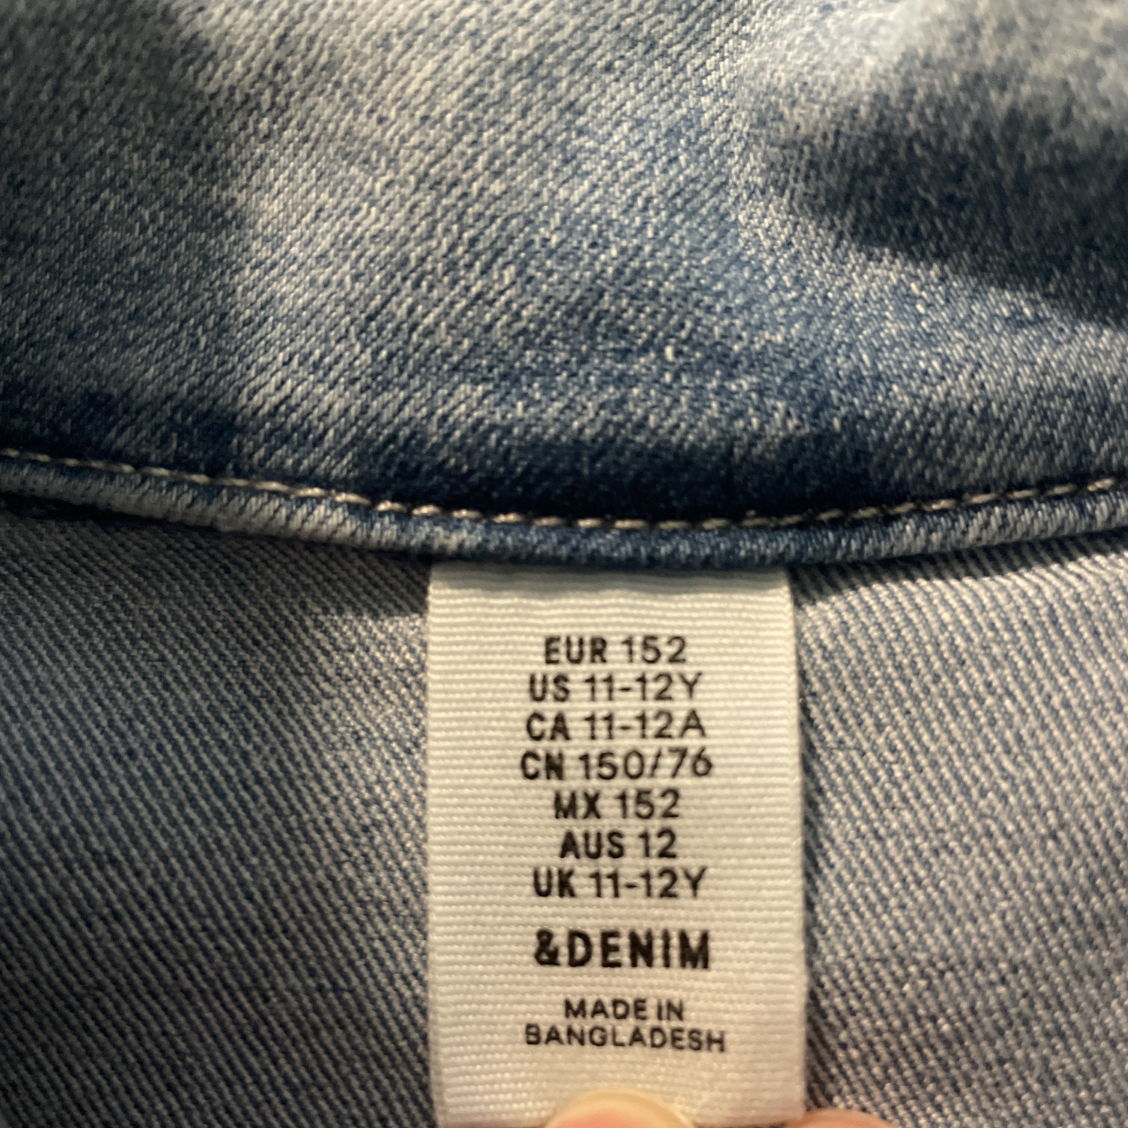 EUR 152
US 11-12Y
CA 11-12A
CN 150/76
MX 152
AUS 12
UK 11-12Y
&DENIM
MADE IN
BANGLADESH